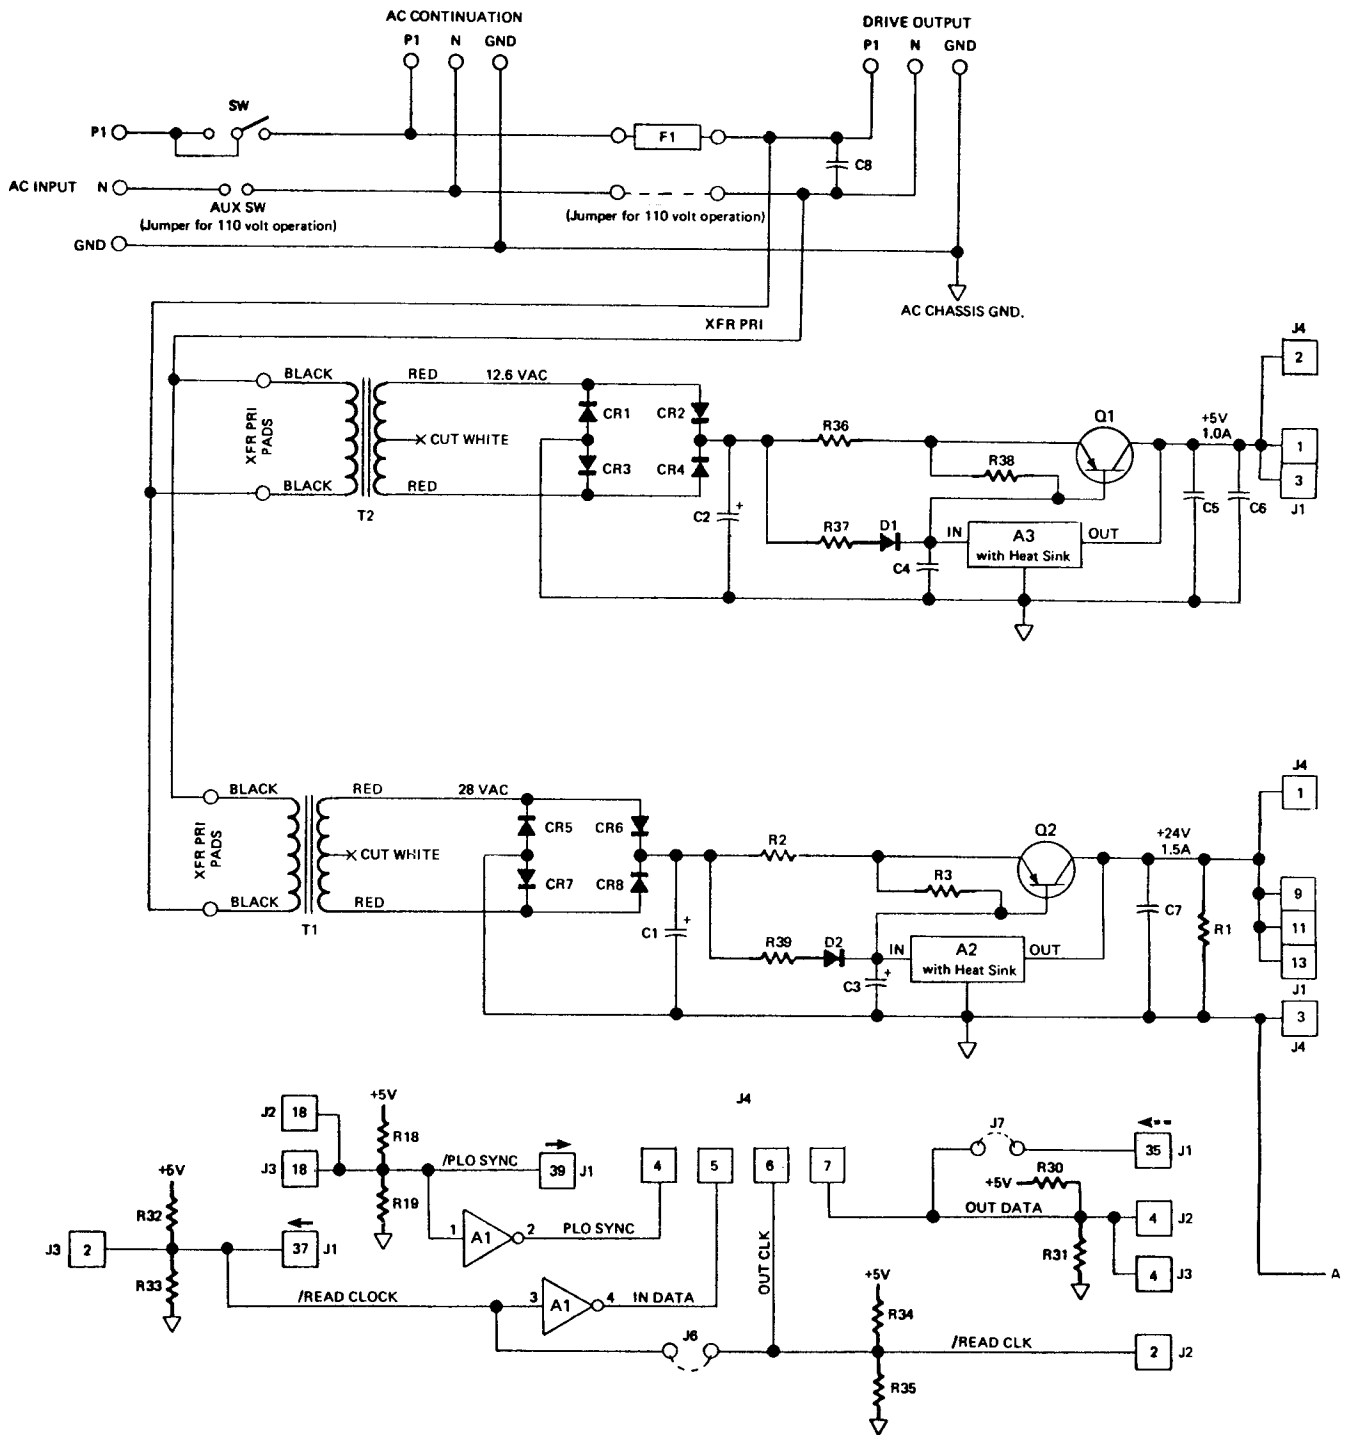 AC CONTINUATION
P1 N GND
DRIVE OUTPUT
P1 N GND
SW
P1
F1
C8
AC INPUT N
AUX SW
(Jumper for 110 volt operation)
(Jumper for 110 volt operation)
GND
AC CHASSIS GND.
XFR PRI
J4
2
BLACK RED 12.6 VAC
CR1 CR2
XFR PRI
PADS
CUT WHITE
CR3 CR4
BLACK RED
T2
C2 +
R36
R38
Q1
+5V
1.0A
1
3
J1
C5 C6
R37 D1
IN A3 OUT
with Heat Sink
C4
J4
1
BLACK RED 28 VAC
CR5 CR6
XFR PRI
PADS
CUT WHITE
CR7 CR8
BLACK RED
T1
C1 +
R2
R3
Q2
+24V
1.5A
9
11
13
J1
C7 R1
R39 D2
IN A2 OUT
with Heat Sink
C3 +
3
J4
A
J4
4 5 6 7
J2 18
+5V
R18
J3 18
/PLO SYNC
39 J1
R19
1 A1 2 PLO SYNC
+5V
R32
J3 2
37 J1
R33
/READ CLOCK
3 A1 4 IN DATA
OUT CLK
J6
J7
35 J1
+5V R30
OUT DATA
4 J2
R31
4 J3
+5V
R34
/READ CLK
2 J2
R35